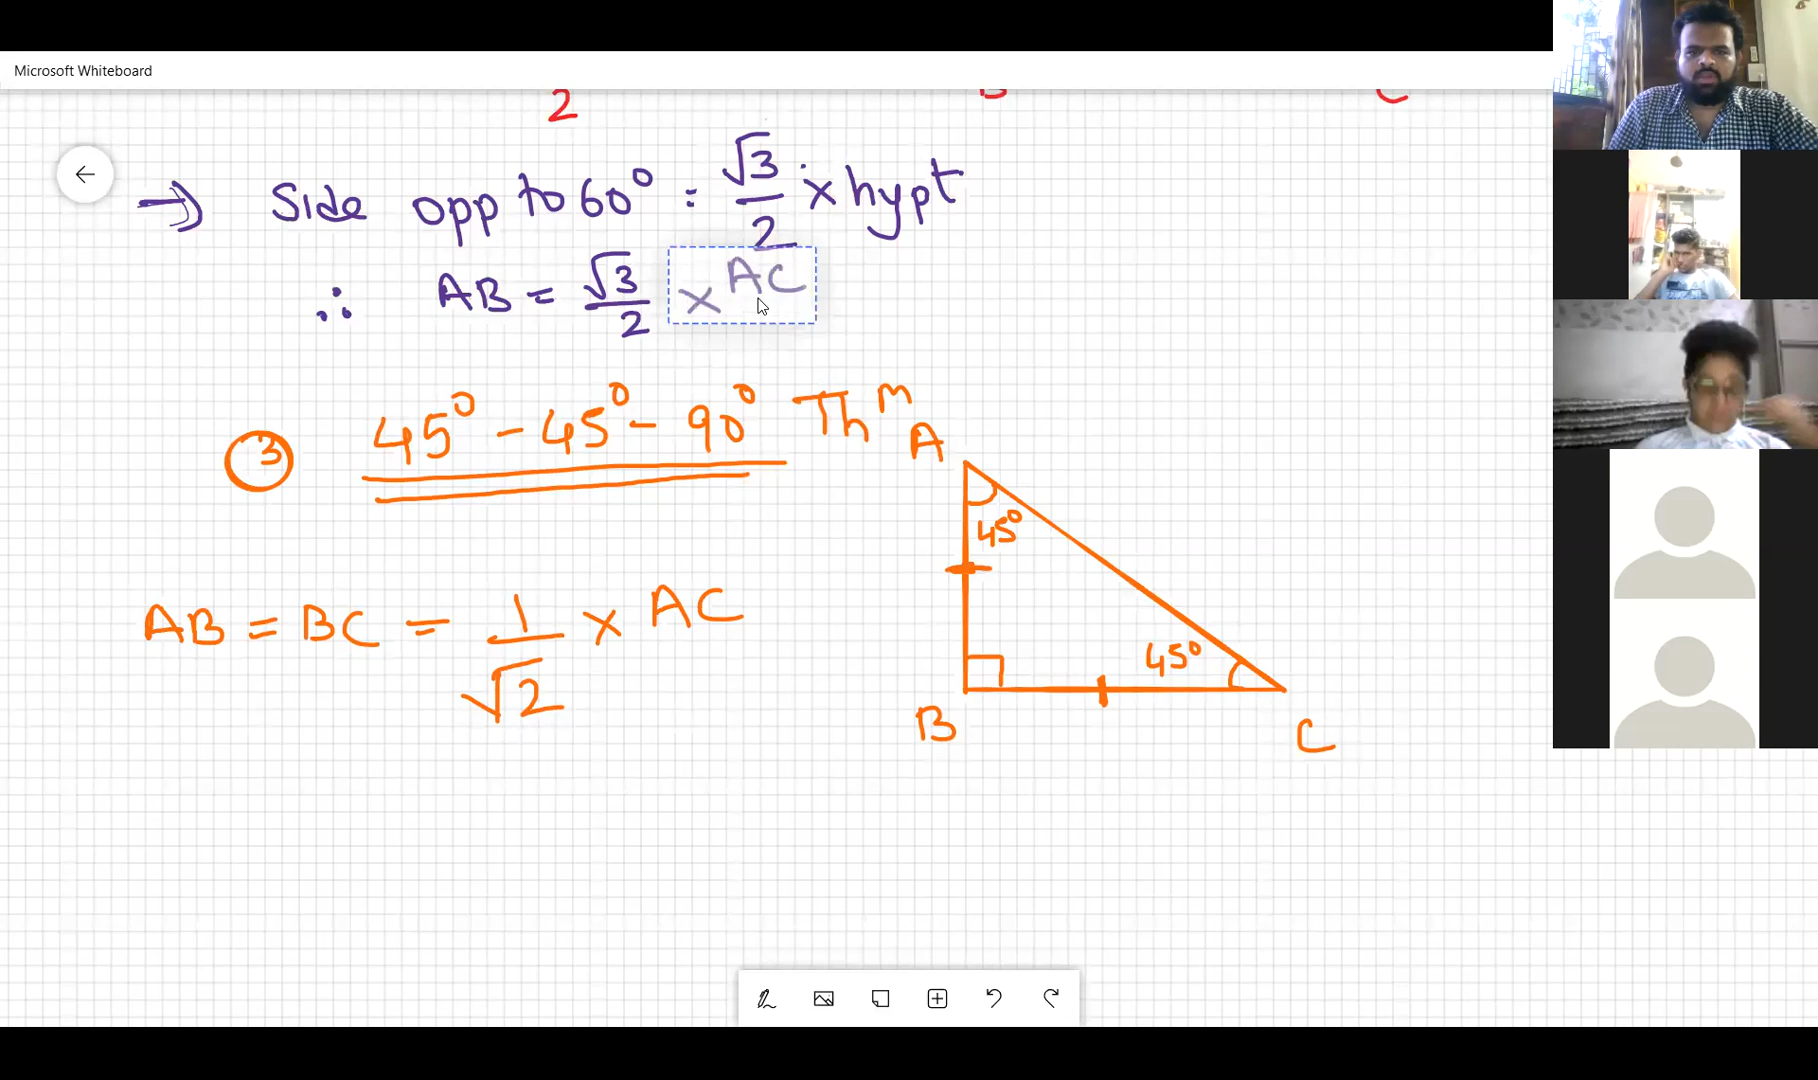 Microsoft Whiteboard
2 B C
→ Side opp to 60° = √3/2 × hypt
∴ AB = √3/2 × AC
③ 45° - 45° - 90° Thᵐ
A
45°
AB = BC = 1/√2 × AC
45°
B
C